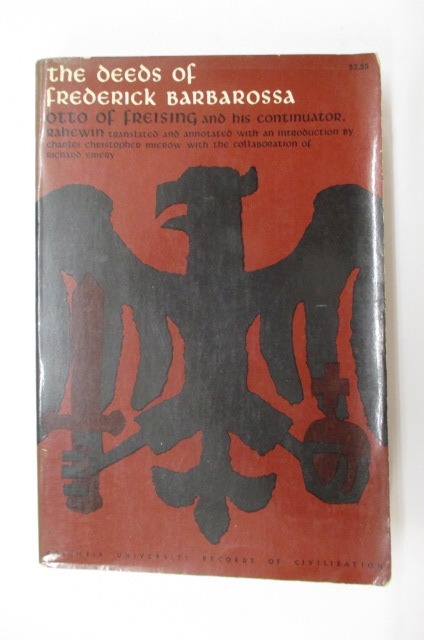 $2.95
the deeds of
frederick barbarossa
otto of freising and his continuator,
rahewin translated and annotated with an introduction by
charles christopher mierow with the collaboration of
richard emery
COLUMBIA UNIVERSITY RECORDS OF CIVILIZATION